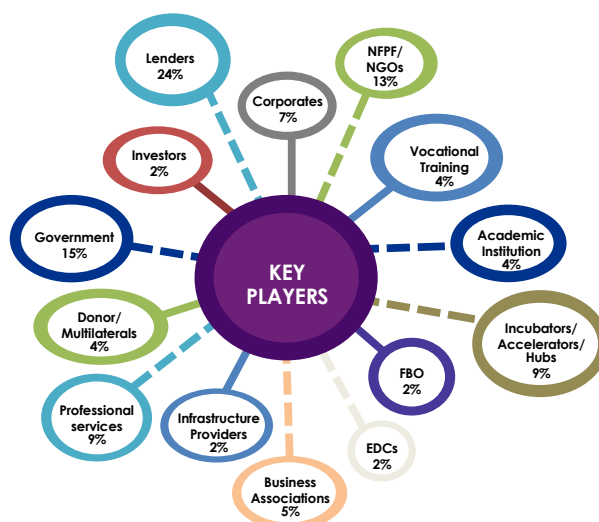 Lenders
24%
NFPF/
NGOs
13%
Corporates
7%
Investors
2%
Vocational
Training
4%
Government
15%
Academic
Institution
4%
KEY
PLAYERS
Donor/
Multilaterals
4%
Incubators/
Accelerators/
Hubs
9%
FBO
2%
Professional
services
9%
Infrastructure
Providers
2%
EDCs
2%
Business
Associations
5%